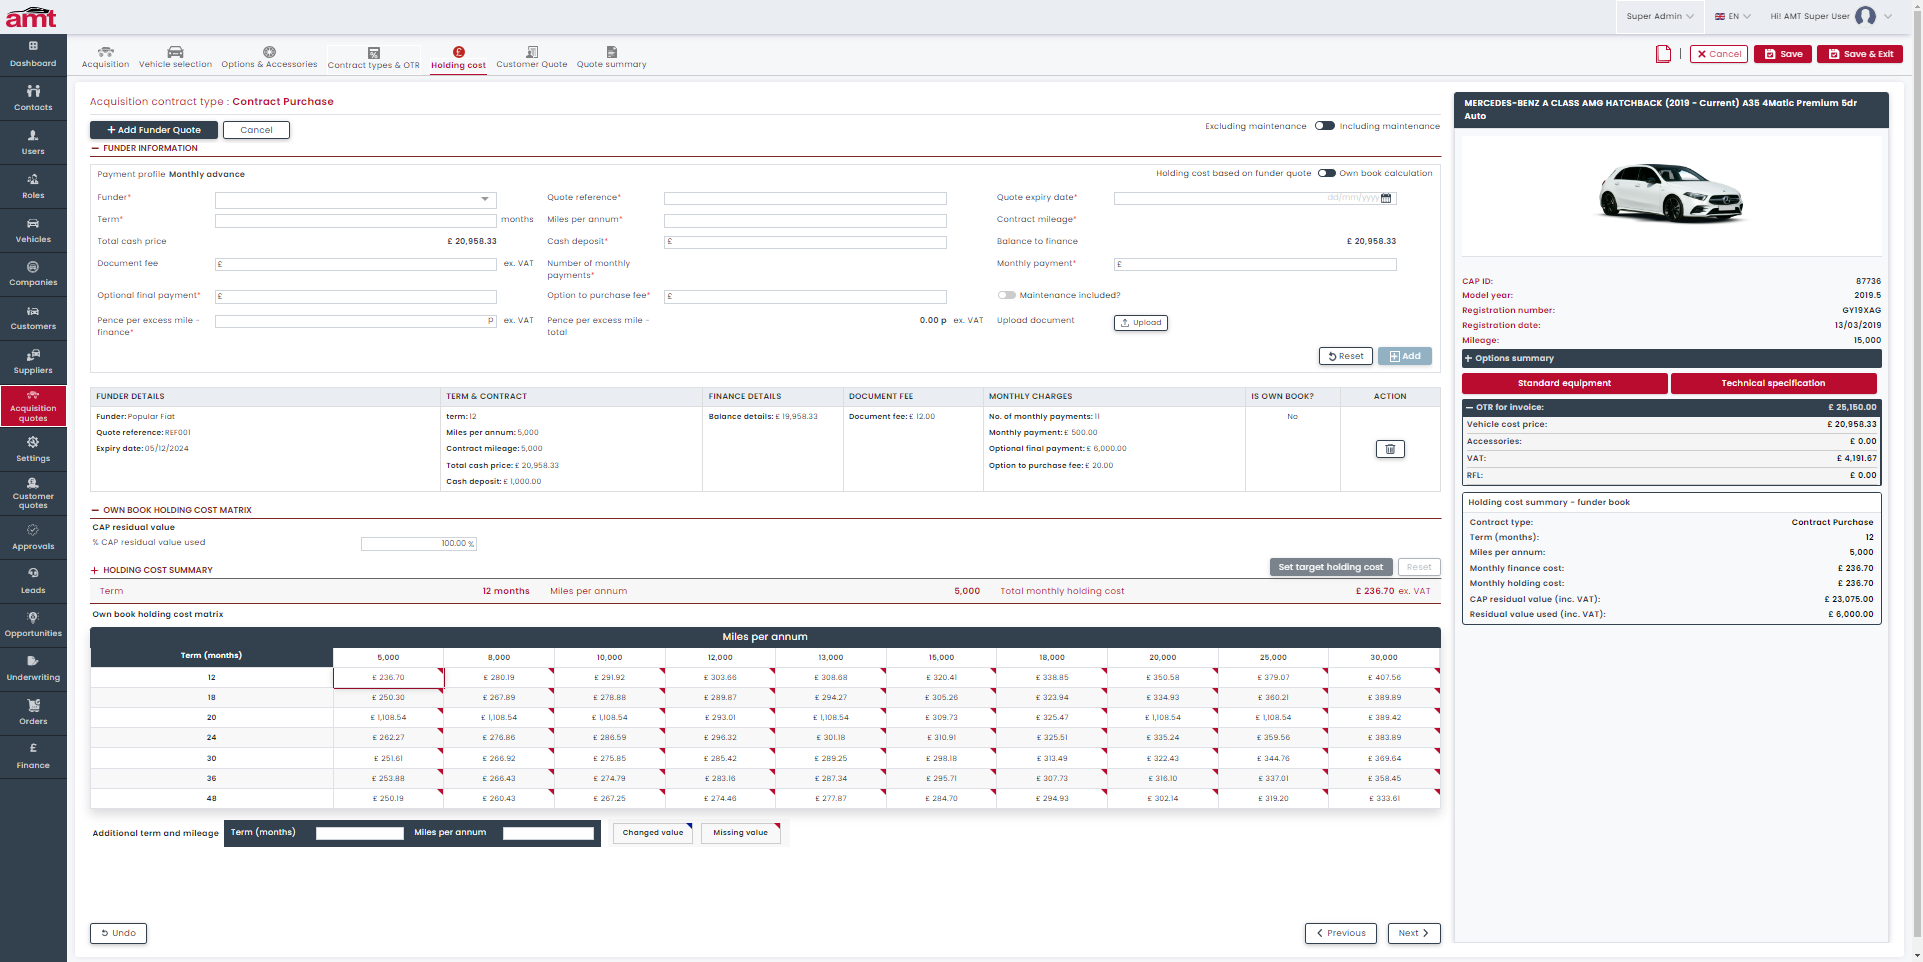 amt
Super Admin
EN
Hi! AMT Super User
Dashboard
Contacts
Users
Roles
Vehicles
Companies
Customers
Suppliers
Acquisition quotes
Settings
Customer quotes
Approvals
Leads
Opportunities
Underwriting
Orders
Finance
Acquisition
Vehicle selection
Options & Accessories
Contract types & OTR
Holding cost
Customer Quote
Quote summary
Cancel
Save
Save & Exit
Acquisition contract type : Contract Purchase
+ Add Funder Quote
Cancel
Excluding maintenance
Including maintenance
FUNDER INFORMATION
Payment profile Monthly advance
Holding cost based on funder quote
Own book calculation
Funder*
Quote reference*
Quote expiry date* dd/mm/yyyy
Term* months
Miles per annum*
Contract mileage*
Total cash price £ 20,958.33
Cash deposit* £
Balance to finance £ 20,958.33
Document fee £ ex. VAT
Number of monthly payments*
Monthly payment* £
Optional final payment* £
Option to purchase fee* £
Maintenance included?
Pence per excess mile - finance* p ex. VAT
Pence per excess mile - total 0.00 p ex. VAT
Upload document Upload
Reset
Add
FUNDER DETAILS TERM & CONTRACT FINANCE DETAILS DOCUMENT FEE MONTHLY CHARGES IS OWN BOOK? ACTION
Funder: Popular Fiat
Quote reference: REF001
Expiry date: 05/12/2024
term: 12
Miles per annum: 5,000
Contract mileage: 5,000
Total cash price: £ 20,958.33
Cash deposit: £ 1,000.00
Balance details: £ 19,958.33
Document fee: £ 12.00
No. of monthly payments: 11
Monthly payment: £ 500.00
Optional final payment: £ 6,000.00
Option to purchase fee: £ 20.00
No
OWN BOOK HOLDING COST MATRIX
CAP residual value
% CAP residual value used 100.00 %
HOLDING COST SUMMARY
Set target holding cost
Reset
Term 12 months Miles per annum 5,000 Total monthly holding cost £ 236.70 ex. VAT
Own book holding cost matrix
Miles per annum
Term (months) 5,000 8,000 10,000 12,000 13,000 15,000 18,000 20,000 25,000 30,000
12 £ 236.70 £ 280.19 £ 291.92 £ 303.66 £ 308.68 £ 320.41 £ 338.85 £ 350.58 £ 379.07 £ 407.56
18 £ 250.30 £ 267.89 £ 278.88 £ 289.87 £ 294.27 £ 305.26 £ 323.94 £ 334.93 £ 360.21 £ 389.89
20 £ 1,108.54 £ 1,108.54 £ 1,108.54 £ 293.01 £ 1,108.54 £ 309.73 £ 325.47 £ 1,108.54 £ 1,108.54 £ 389.42
24 £ 262.27 £ 276.86 £ 286.59 £ 296.32 £ 301.18 £ 310.91 £ 325.51 £ 335.24 £ 359.56 £ 383.89
30 £ 251.61 £ 266.92 £ 275.85 £ 285.42 £ 289.25 £ 298.18 £ 313.49 £ 322.43 £ 344.76 £ 369.64
36 £ 253.88 £ 266.43 £ 274.79 £ 283.16 £ 287.34 £ 295.71 £ 307.73 £ 316.10 £ 337.01 £ 358.45
48 £ 250.19 £ 260.43 £ 267.25 £ 274.46 £ 277.87 £ 284.70 £ 294.93 £ 302.14 £ 319.20 £ 333.61
Additional term and mileage Term (months) Miles per annum Changed value Missing value
Undo
Previous
Next
MERCEDES-BENZ A CLASS AMG HATCHBACK (2019 - Current) A35 4Matic Premium 5dr
Auto
CAP ID: 87736
Model year: 2019.5
Registration number: GY19XAG
Registration date: 13/03/2019
Mileage: 15,000
+ Options summary
Standard equipment
Technical specification
OTR for invoice: £ 25,150.00
Vehicle cost price: £ 20,958.33
Accessories: £ 0.00
VAT: £ 4,191.67
RFL: £ 0.00
Holding cost summary - funder book
Contract type: Contract Purchase
Term (months): 12
Miles per annum: 5,000
Monthly finance cost: £ 236.70
Monthly holding cost: £ 236.70
CAP residual value (inc. VAT): £ 23,075.00
Residual value used (inc. VAT): £ 6,000.00